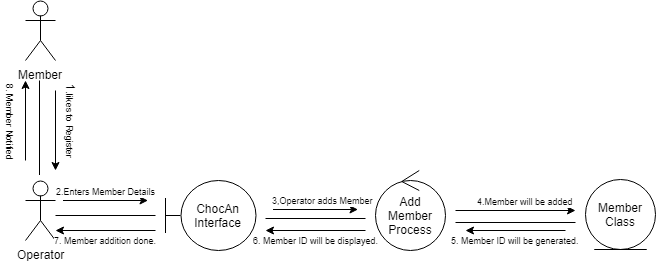 Member
8. Member Notified
1.likes to Register
2.Enters Member Details
ChocAn
Interface
3,Operator adds Member
Add
Member
Process
4.Member will be added
Member
Class
7. Member addition done.
6. Member ID will be displayed.
5. Member ID will be generated.
Operator